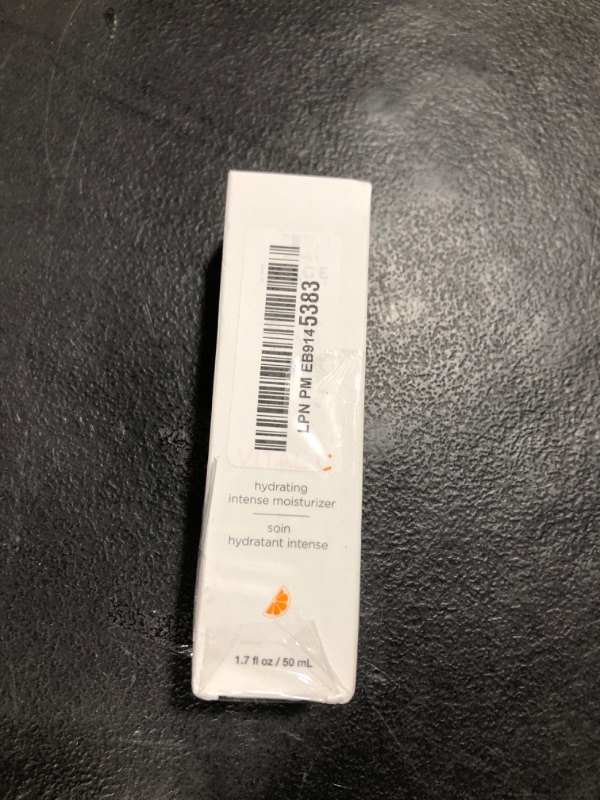 LPN PM EB9145383
hydrating
intense moisturizer
soin
hydratant intense
1.7 fl oz / 50 mL